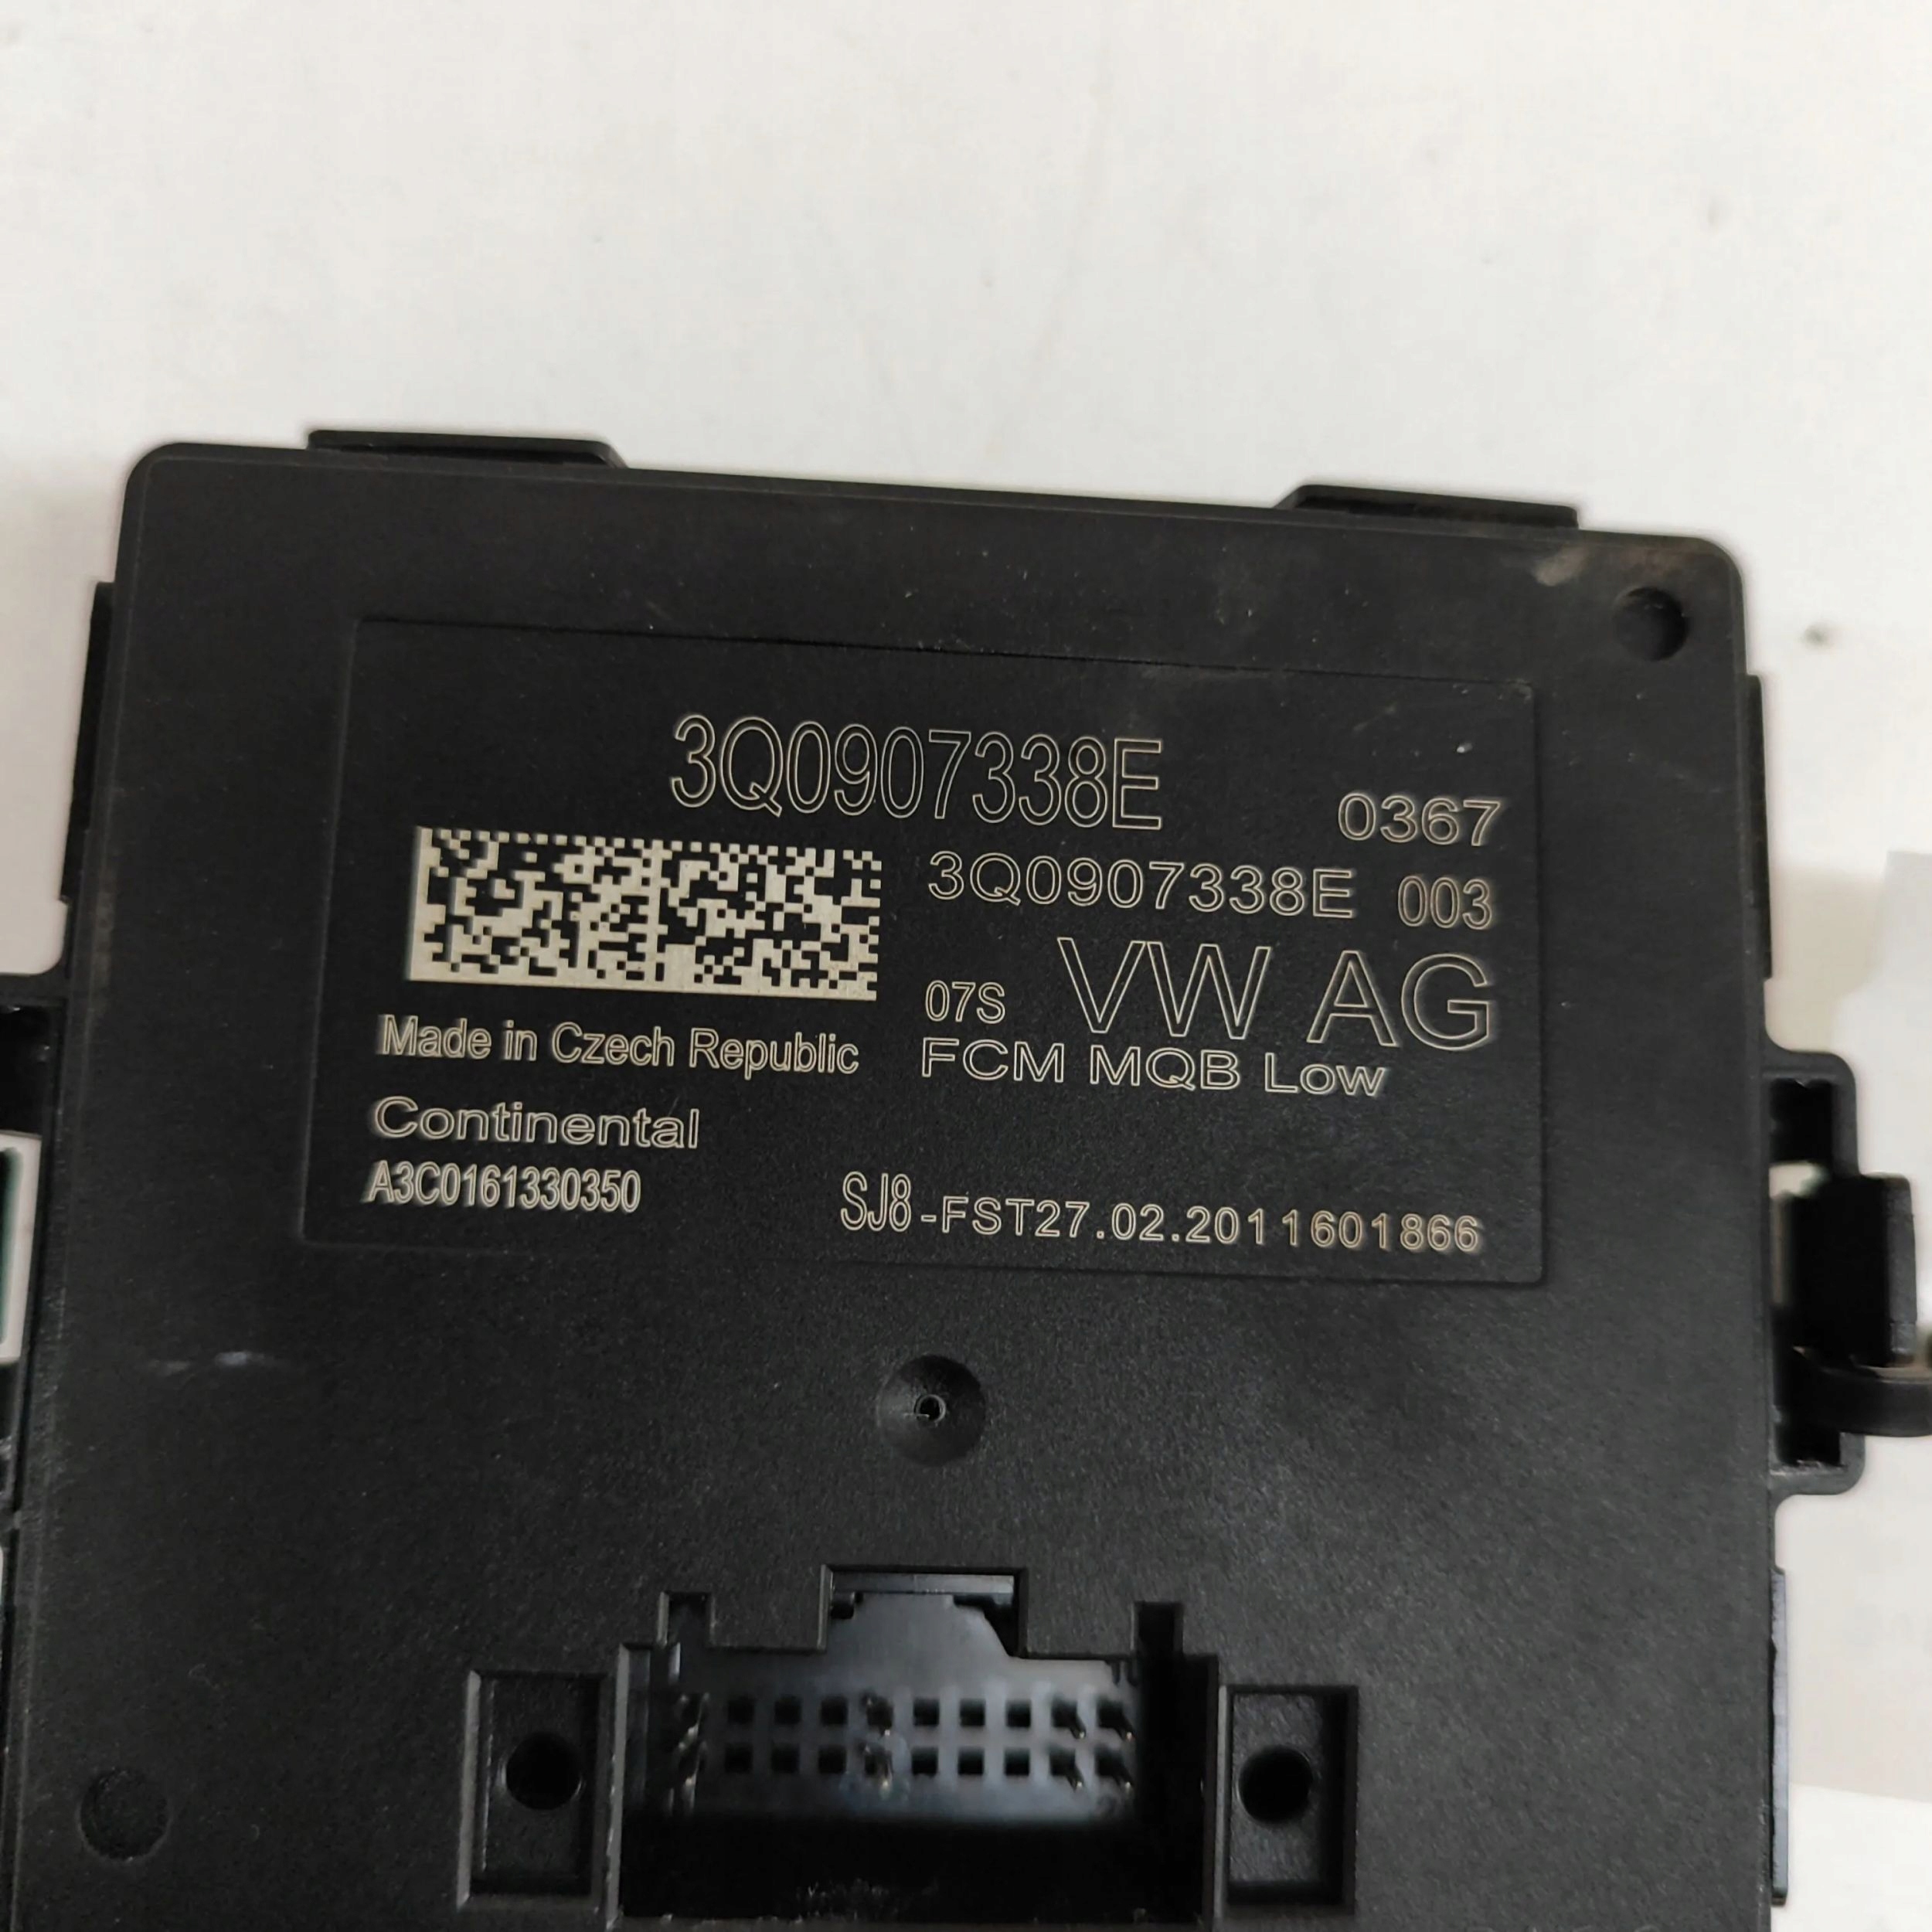 3Q0907338E
0367
3Q0907338E 003
07S VW AG
Made in Czech Republic
FCM MQB Low
Continental
A3C0161330350
SJ8-FST27.02.2011601866